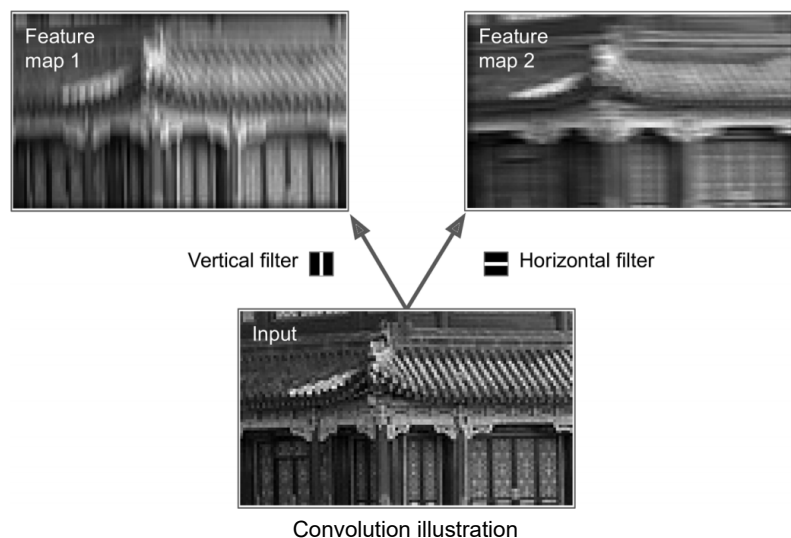 Feature
map 1
Feature
map 2
Vertical filter
Horizontal filter
Input
Convolution illustration